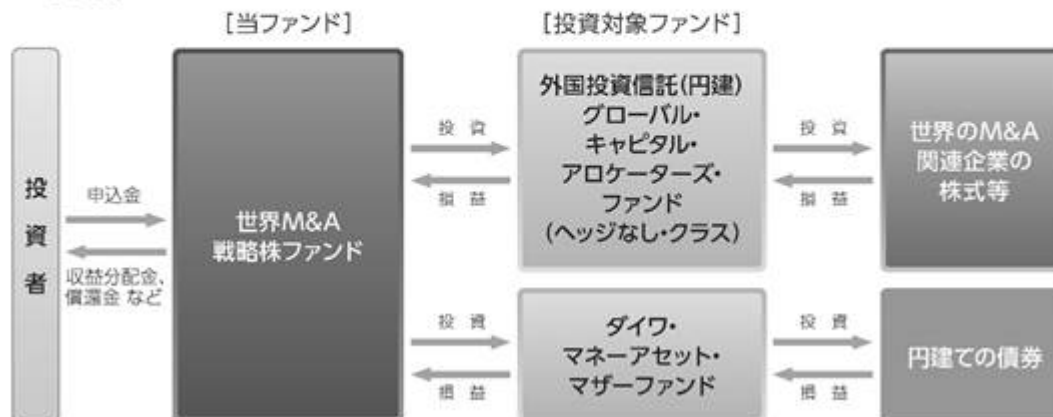 [当ファンド]
[投資対象ファンド]
投資者
申込金
収益分配金、
償還金 など
世界M&A
戦略株ファンド
投 資
損 益
外国投資信託(円建)
グローバル・
キャピタル・
アロケーターズ・
ファンド
(ヘッジなし・クラス)
投 資
損 益
世界のM&A
関連企業の
株式等
投 資
損 益
ダイワ・
マネーアセット・
マザーファンド
投 資
損 益
円建ての債券